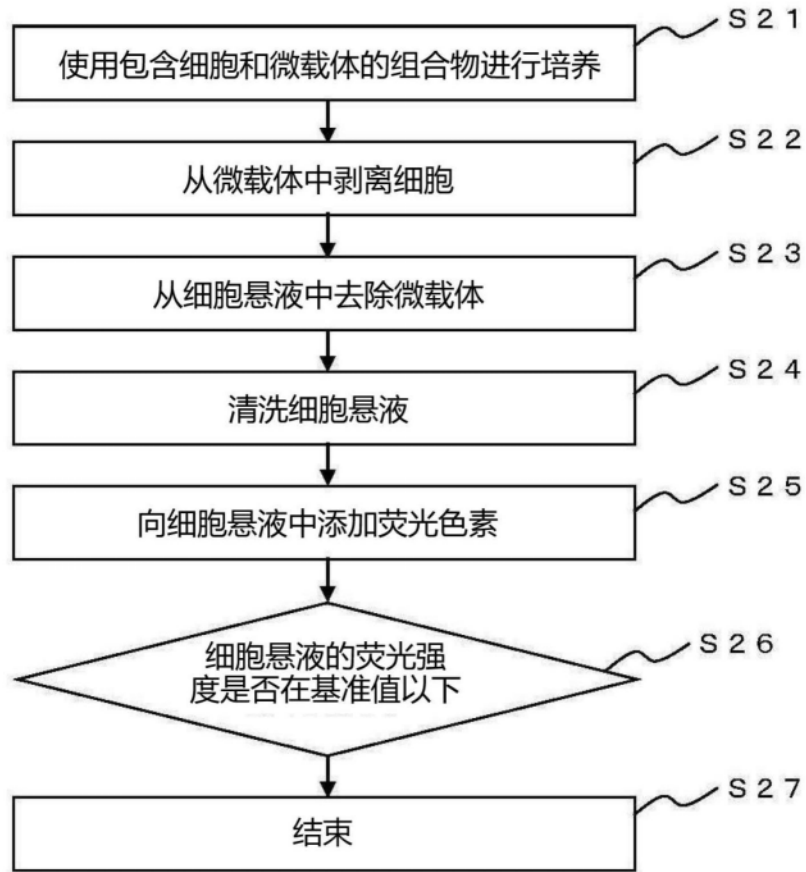 S21
使用包含细胞和微载体的组合物进行培养
S22
从微载体中剥离细胞
S23
从细胞悬液中去除微载体
S24
清洗细胞悬液
S25
向细胞悬液中添加荧光色素
S26
细胞悬液的荧光强
度是否在基准值以下
S27
结束